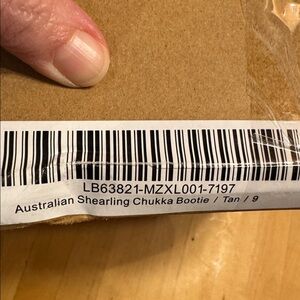 LB63821-MZXL001-7197
Australian Shearling Chukka Bootie / Tan / 9